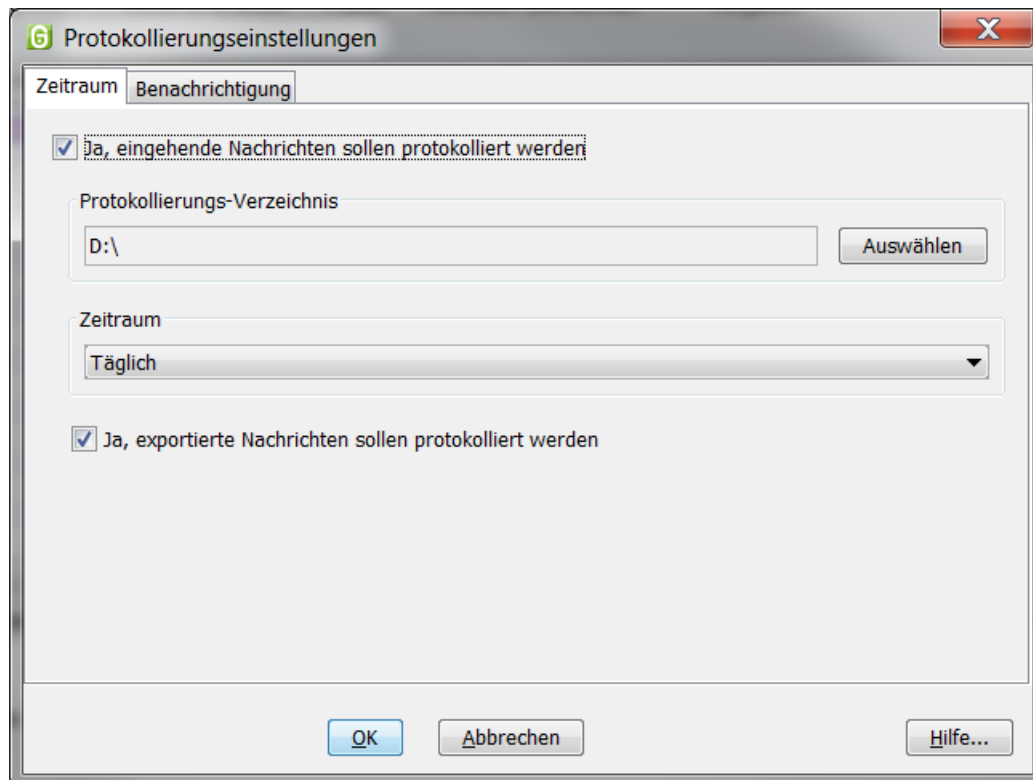 Protokollierungseinstellungen
Zeitraum Benachrichtigung
Ja, eingehende Nachrichten sollen protokolliert werden
Protokollierungs-Verzeichnis
D:\ Auswählen
Zeitraum
Täglich
Ja, exportierte Nachrichten sollen protokolliert werden
OK Abbrechen Hilfe...